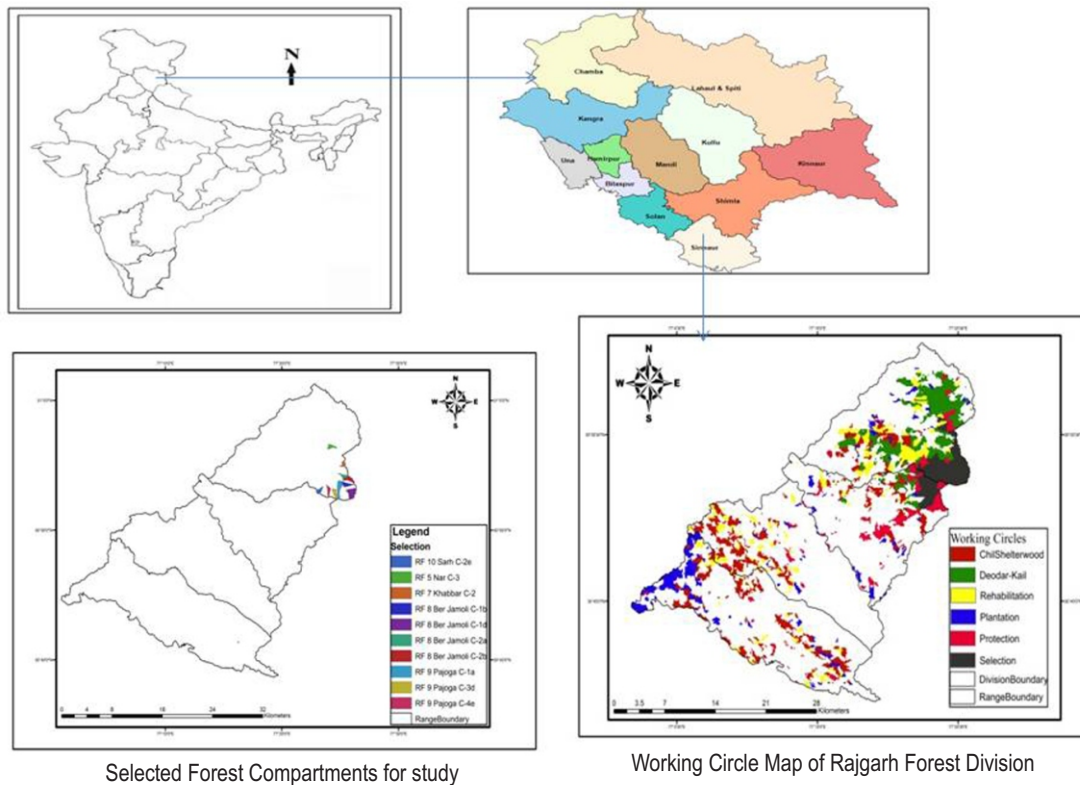 N
Chamba
Lahaul & Spiti
Kangra
Kullu
Una
Hamirpur
Mandi
Kinnaur
Bilaspur
Shimla
Solan
Sirmaur
N
W E
S
Legend
Selection
RF 10 Sarh C-2e
RF 5 Nar C-3
RF 7 Khabbar C-2
RF 8 Ber Jamoli C-1b
RF 8 Ber Jamoli C-1d
RF 8 Ber Jamoli C-2a
RF 8 Ber Jamoli C-2b
RF 9 Pajoga C-1a
RF 9 Pajoga C-3d
RF 9 Pajoga C-4e
RangeBoundary
0 4 8 16 24 32
Kilometers
Selected Forest Compartments for study
N
W E
S
Working Circles
ChilShelterwood
Deodar-Kail
Rehabilitation
Plantation
Protection
Selection
DivisionBoundary
RangeBoundary
0 3.5 7 14 21 28
Kilometers
Working Circle Map of Rajgarh Forest Division